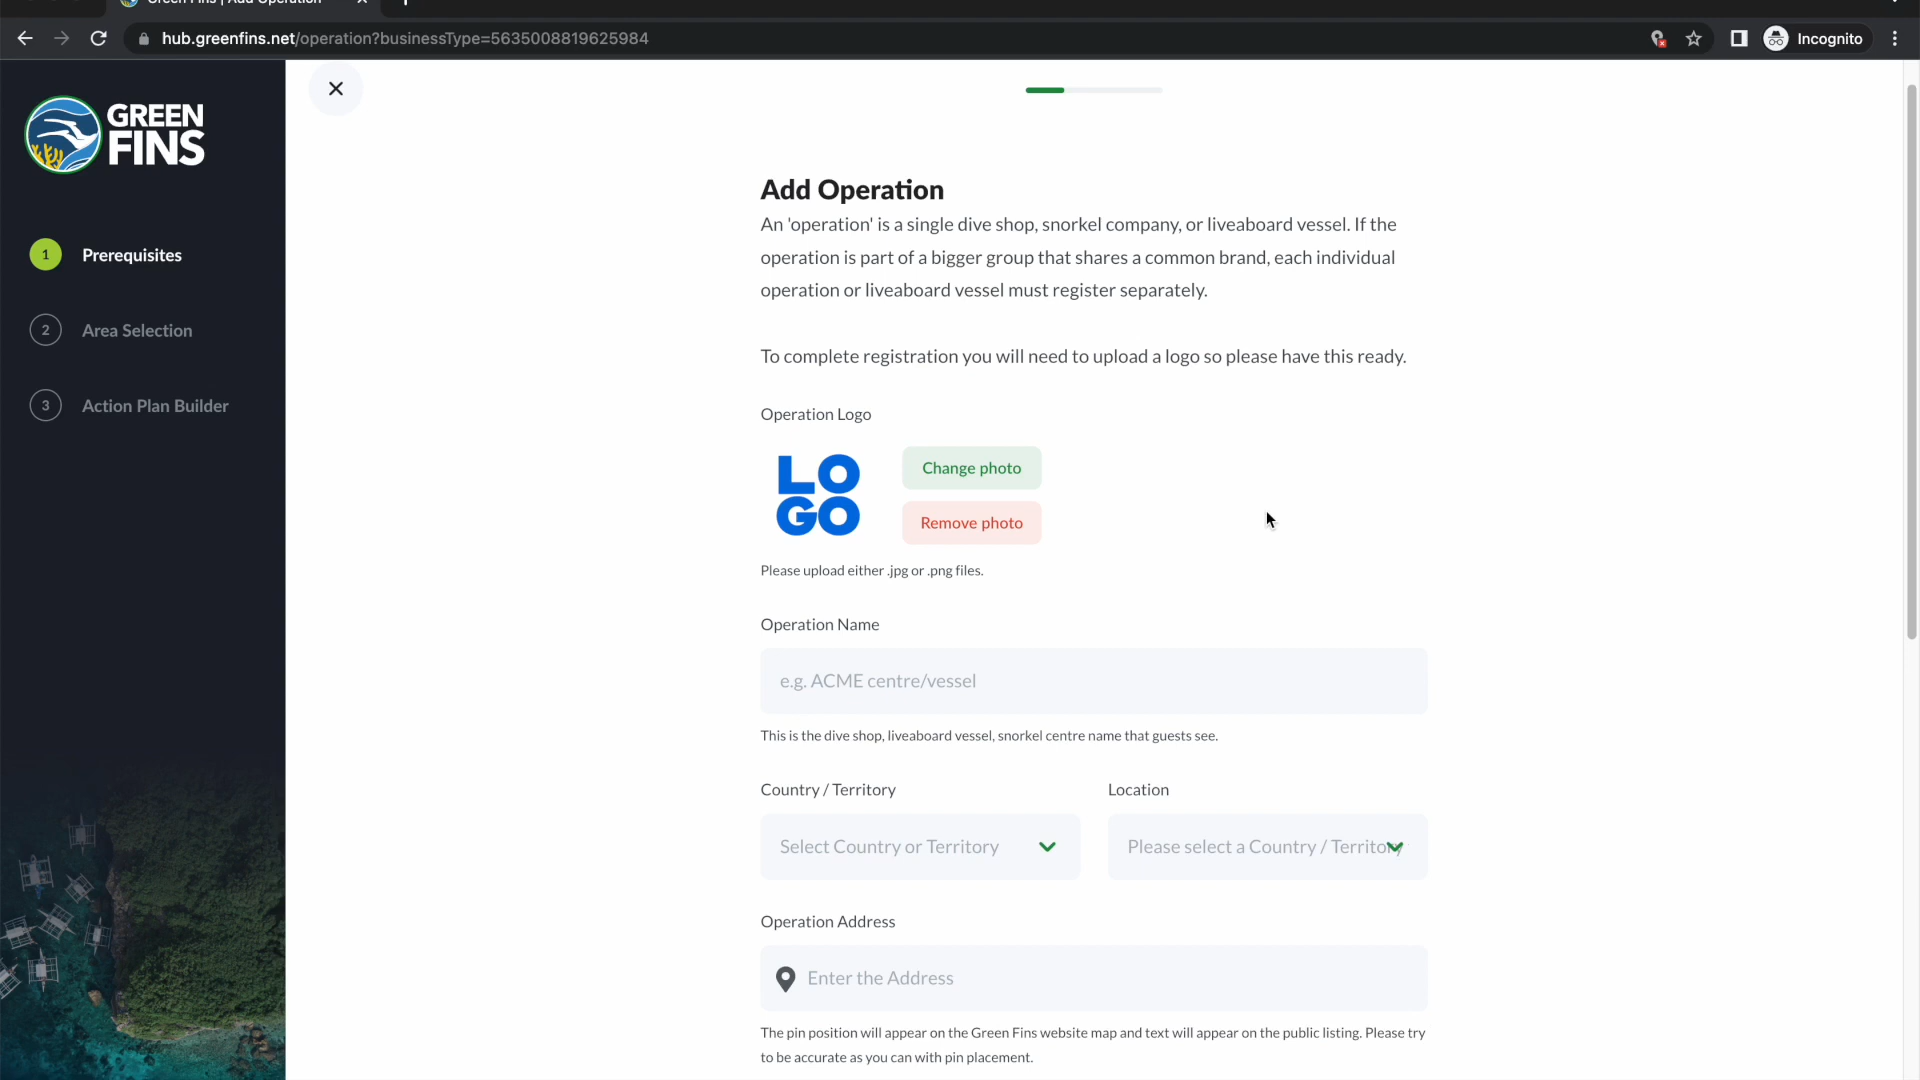 Green Fins | Add Operation
hub.greenfins.net/operation?businessType=5635008819625984
Incognito
GREEN
FINS
1 Prerequisites
2 Area Selection
3 Action Plan Builder
Add Operation
An 'operation' is a single dive shop, snorkel company, or liveaboard vessel. If the
operation is part of a bigger group that shares a common brand, each individual
operation or liveaboard vessel must register separately.
To complete registration you will need to upload a logo so please have this ready.
Operation Logo
LO
GO
Change photo
Remove photo
Please upload either .jpg or .png files.
Operation Name
e.g. ACME centre/vessel
This is the dive shop, liveaboard vessel, snorkel centre name that guests see.
Country / Territory
Location
Select Country or Territory
Please select a Country / Territory
Operation Address
Enter the Address
The pin position will appear on the Green Fins website map and text will appear on the public listing. Please try
to be accurate as you can with pin placement.